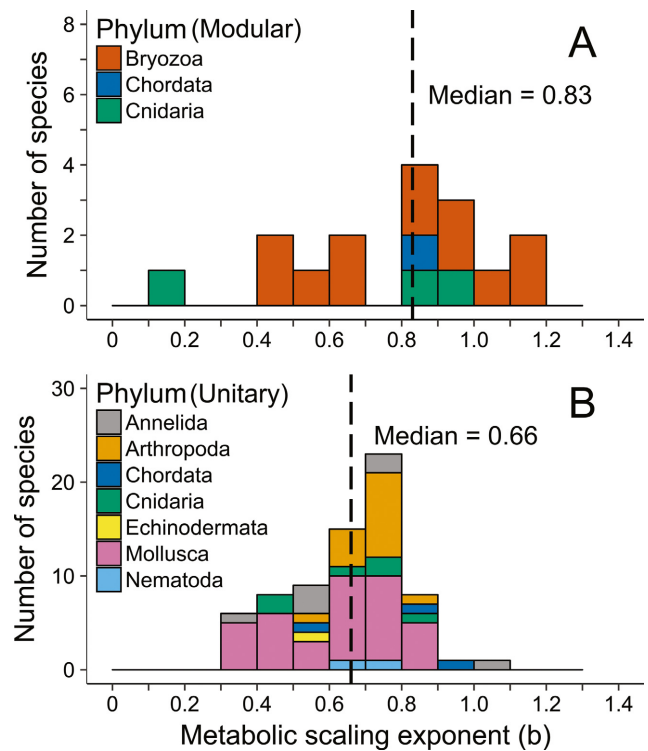 A
Phylum (Modular)
Bryozoa
Chordata
Cnidaria
Median = 0.83
Number of species
8
6
4
2
0
0 0.2 0.4 0.6 0.8 1.0 1.2 1.4
B
Phylum (Unitary)
Annelida
Arthropoda
Chordata
Cnidaria
Echinodermata
Mollusca
Nematoda
Median = 0.66
Number of species
30
20
10
0
0 0.2 0.4 0.6 0.8 1.0 1.2 1.4
Metabolic scaling exponent (b)